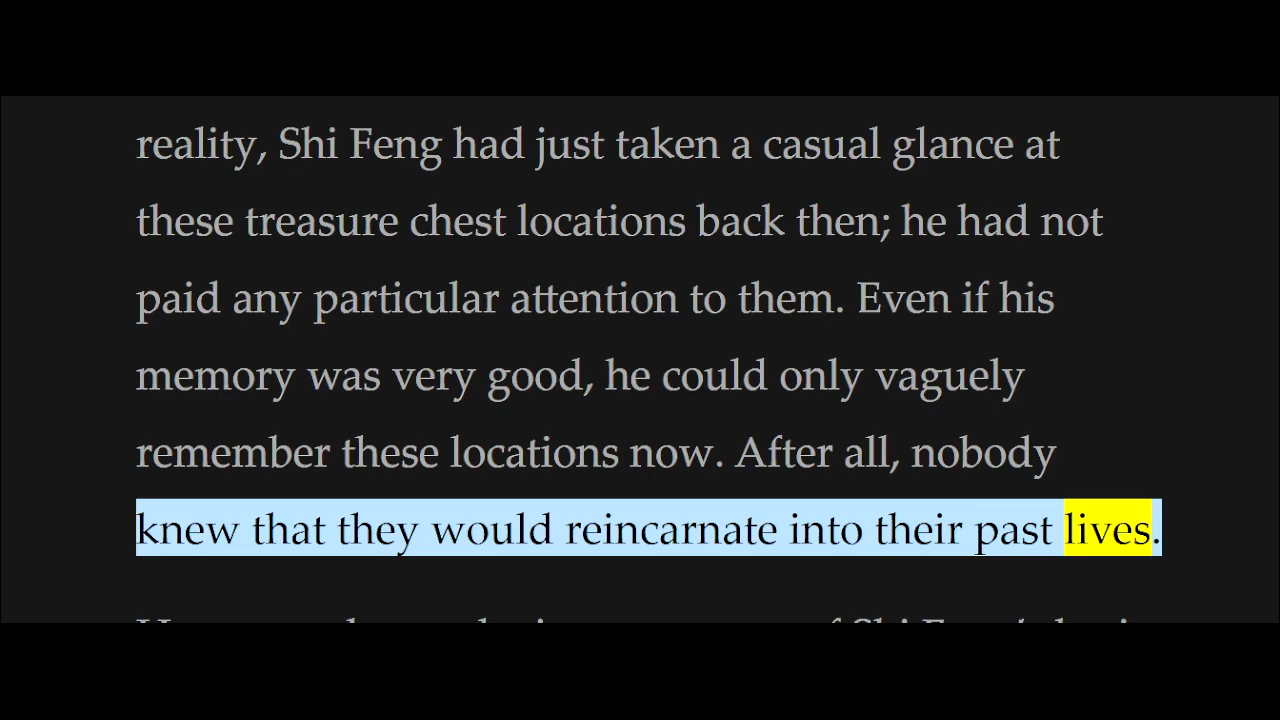 reality, Shi Feng had just taken a casual glance at
these treasure chest locations back then; he had not
paid any particular attention to them. Even if his
memory was very good, he could only vaguely
remember these locations now. After all, nobody
knew that they would reincarnate into their past lives.